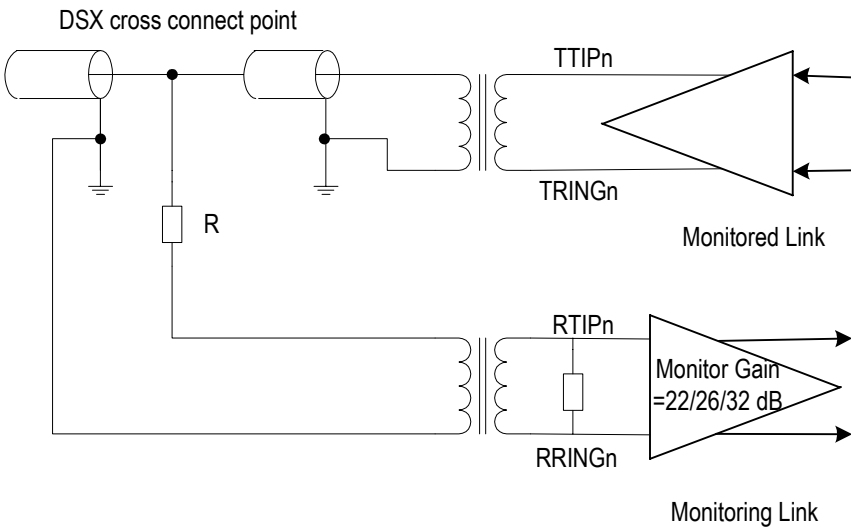 DSX cross connect point
TTIPn
TRINGn
R
Monitored Link
RTIPn
Monitor Gain
=22/26/32 dB
RRINGn
Monitoring Link